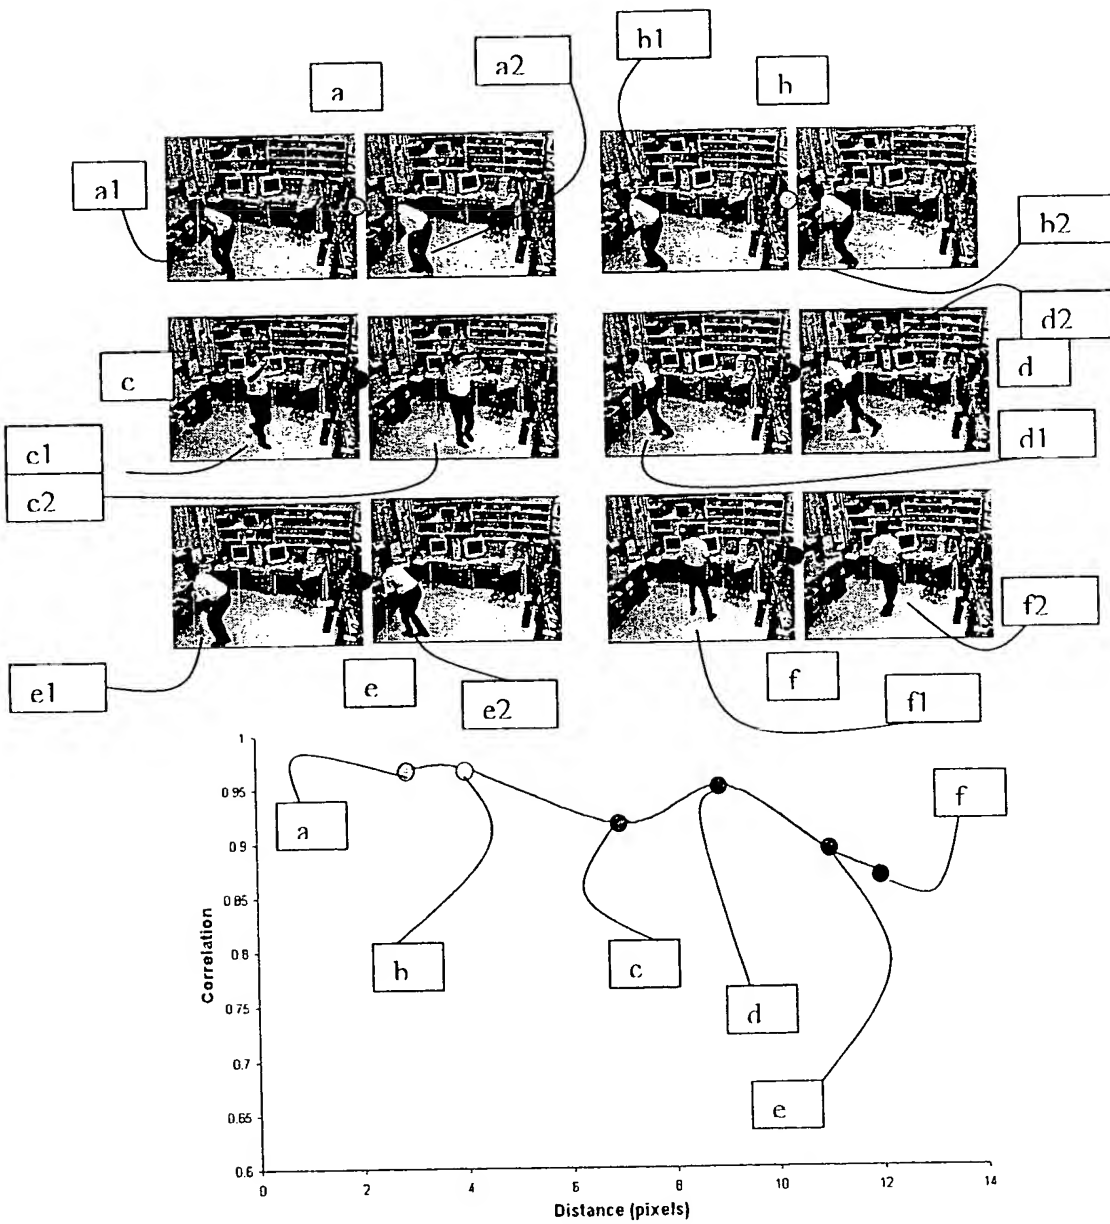 h1
a2
a
h
a1
h2
d2
c
d
c1
d1
c2
f2
e1
e
e2
f
f1
1
0.95
0.9
0.85
0.8
0.75
0.7
0.65
0.6
Correlation
a
h
c
d
e
f
0
2
4
6
8
10
12
14
Distance (pixels)